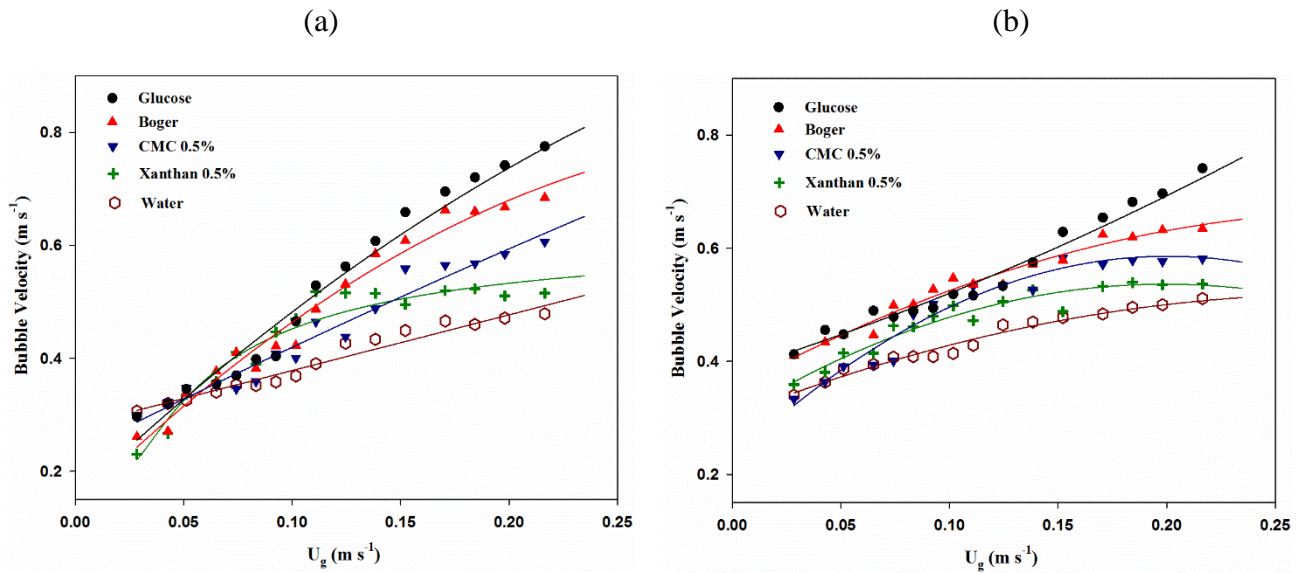 (a)
(b)
Glucose
Boger
CMC 0.5%
Xanthan 0.5%
Water
Bubble Velocity (m s⁻¹)
0.8
0.6
0.4
0.2
0.00 0.05 0.10 0.15 0.20 0.25
U_g (m s⁻¹)
Glucose
Boger
CMC 0.5%
Xanthan 0.5%
Water
Bubble Velocity (m s⁻¹)
0.8
0.6
0.4
0.2
0.00 0.05 0.10 0.15 0.20 0.25
U_g (m s⁻¹)